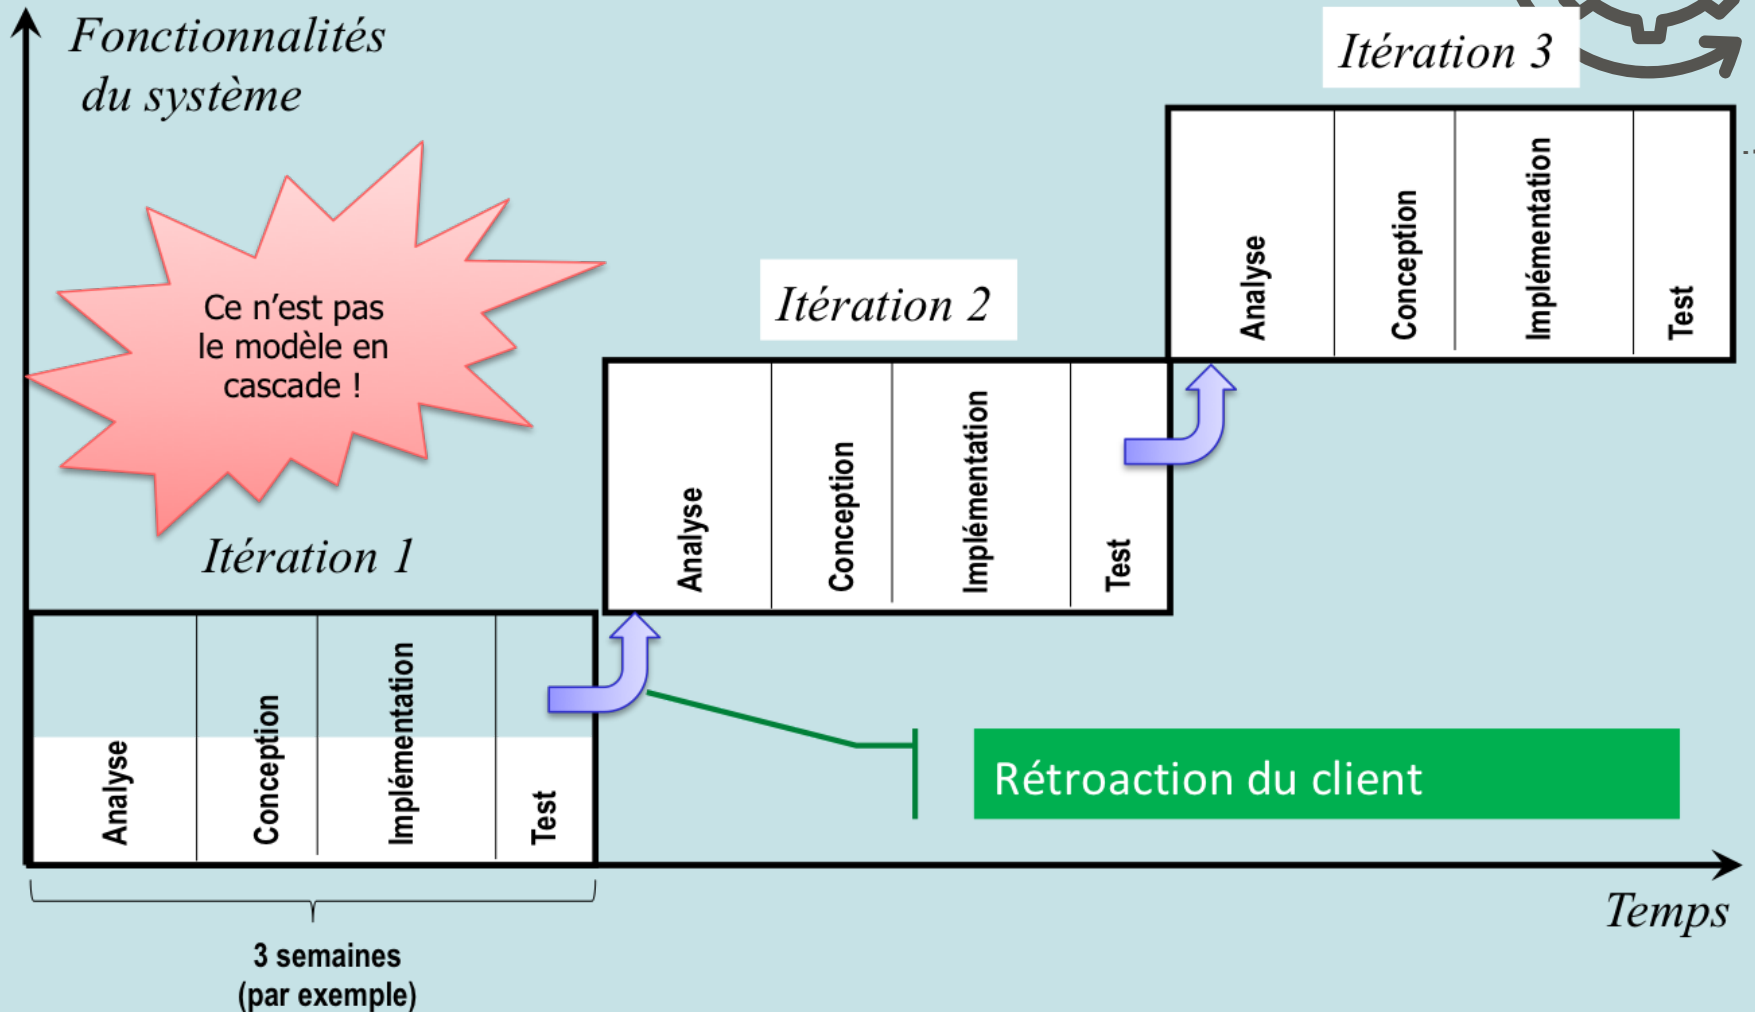 Fonctionnalités
du système
Itération 3
Analyse
Conception
Implémentation
Test
Ce n’est pas
le modèle en
cascade !
Itération 2
Analyse
Conception
Implémentation
Test
Itération 1
Analyse
Conception
Implémentation
Test
Rétroaction du client
Temps
3 semaines
(par exemple)